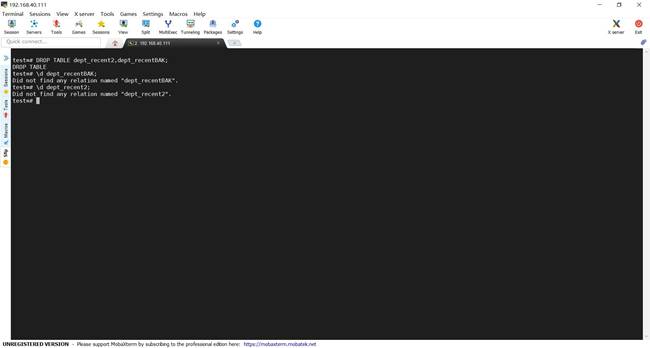 192.168.40.111
Terminal Sessions View X server Tools Games Settings Macros Help
Session Servers Tools Games Sessions View Split MultiExec Tunneling Packages Settings Help X server Exit
Quick connect...
2. 192.168.40.111
Sessions
Tools
Macros
Sftp
test=# DROP TABLE dept_recent2,dept_recentBAK;
DROP TABLE
test=# \d dept_recentBAK;
Did not find any relation named "dept_recentBAK".
test=# \d dept_recent2;
Did not find any relation named "dept_recent2".
test=#
UNREGISTERED VERSION - Please support MobaXterm by subscribing to the professional edition here: https://mobaxterm.mobatek.net